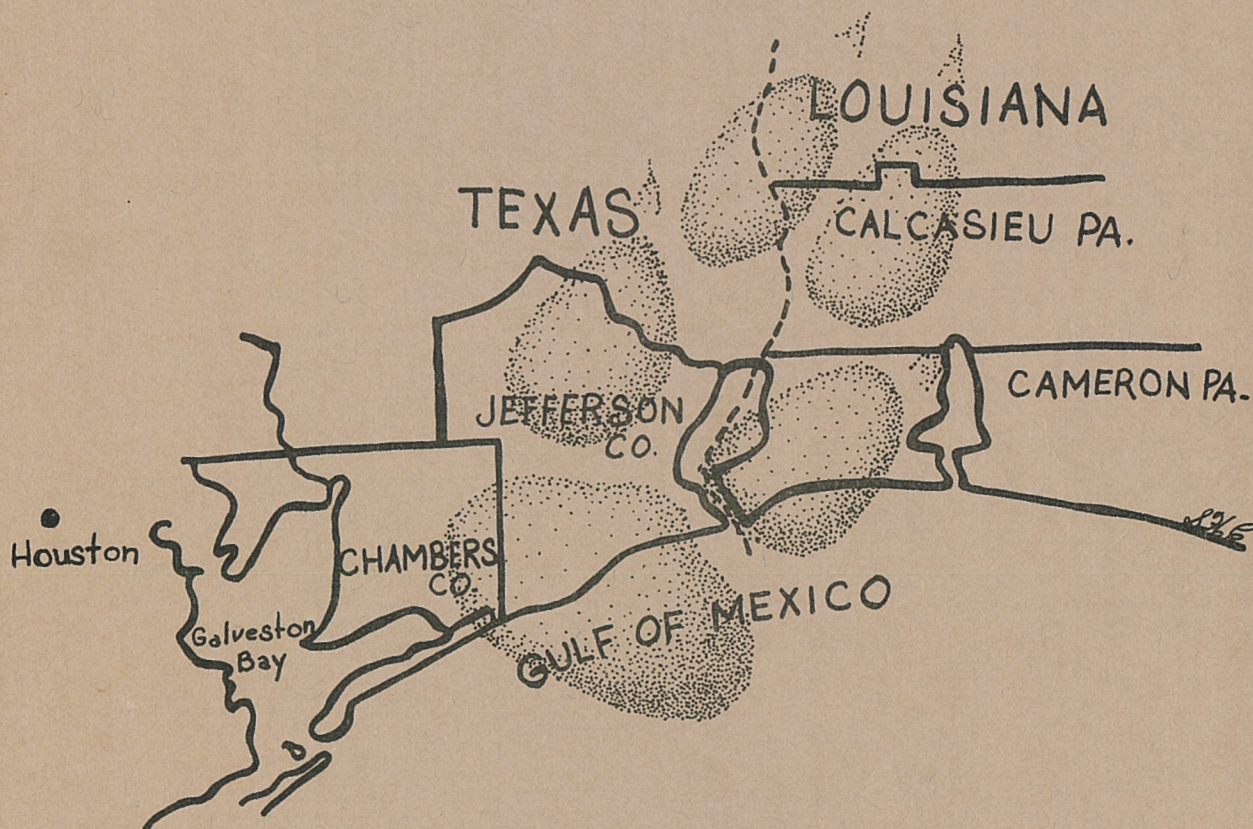 LOUISIANA
TEXAS
CALCASIEU PA.
CAMERON PA.
JEFFERSON
CO.
Houston
CHAMBERS
CO.
Galveston
Bay
GULF OF MEXICO